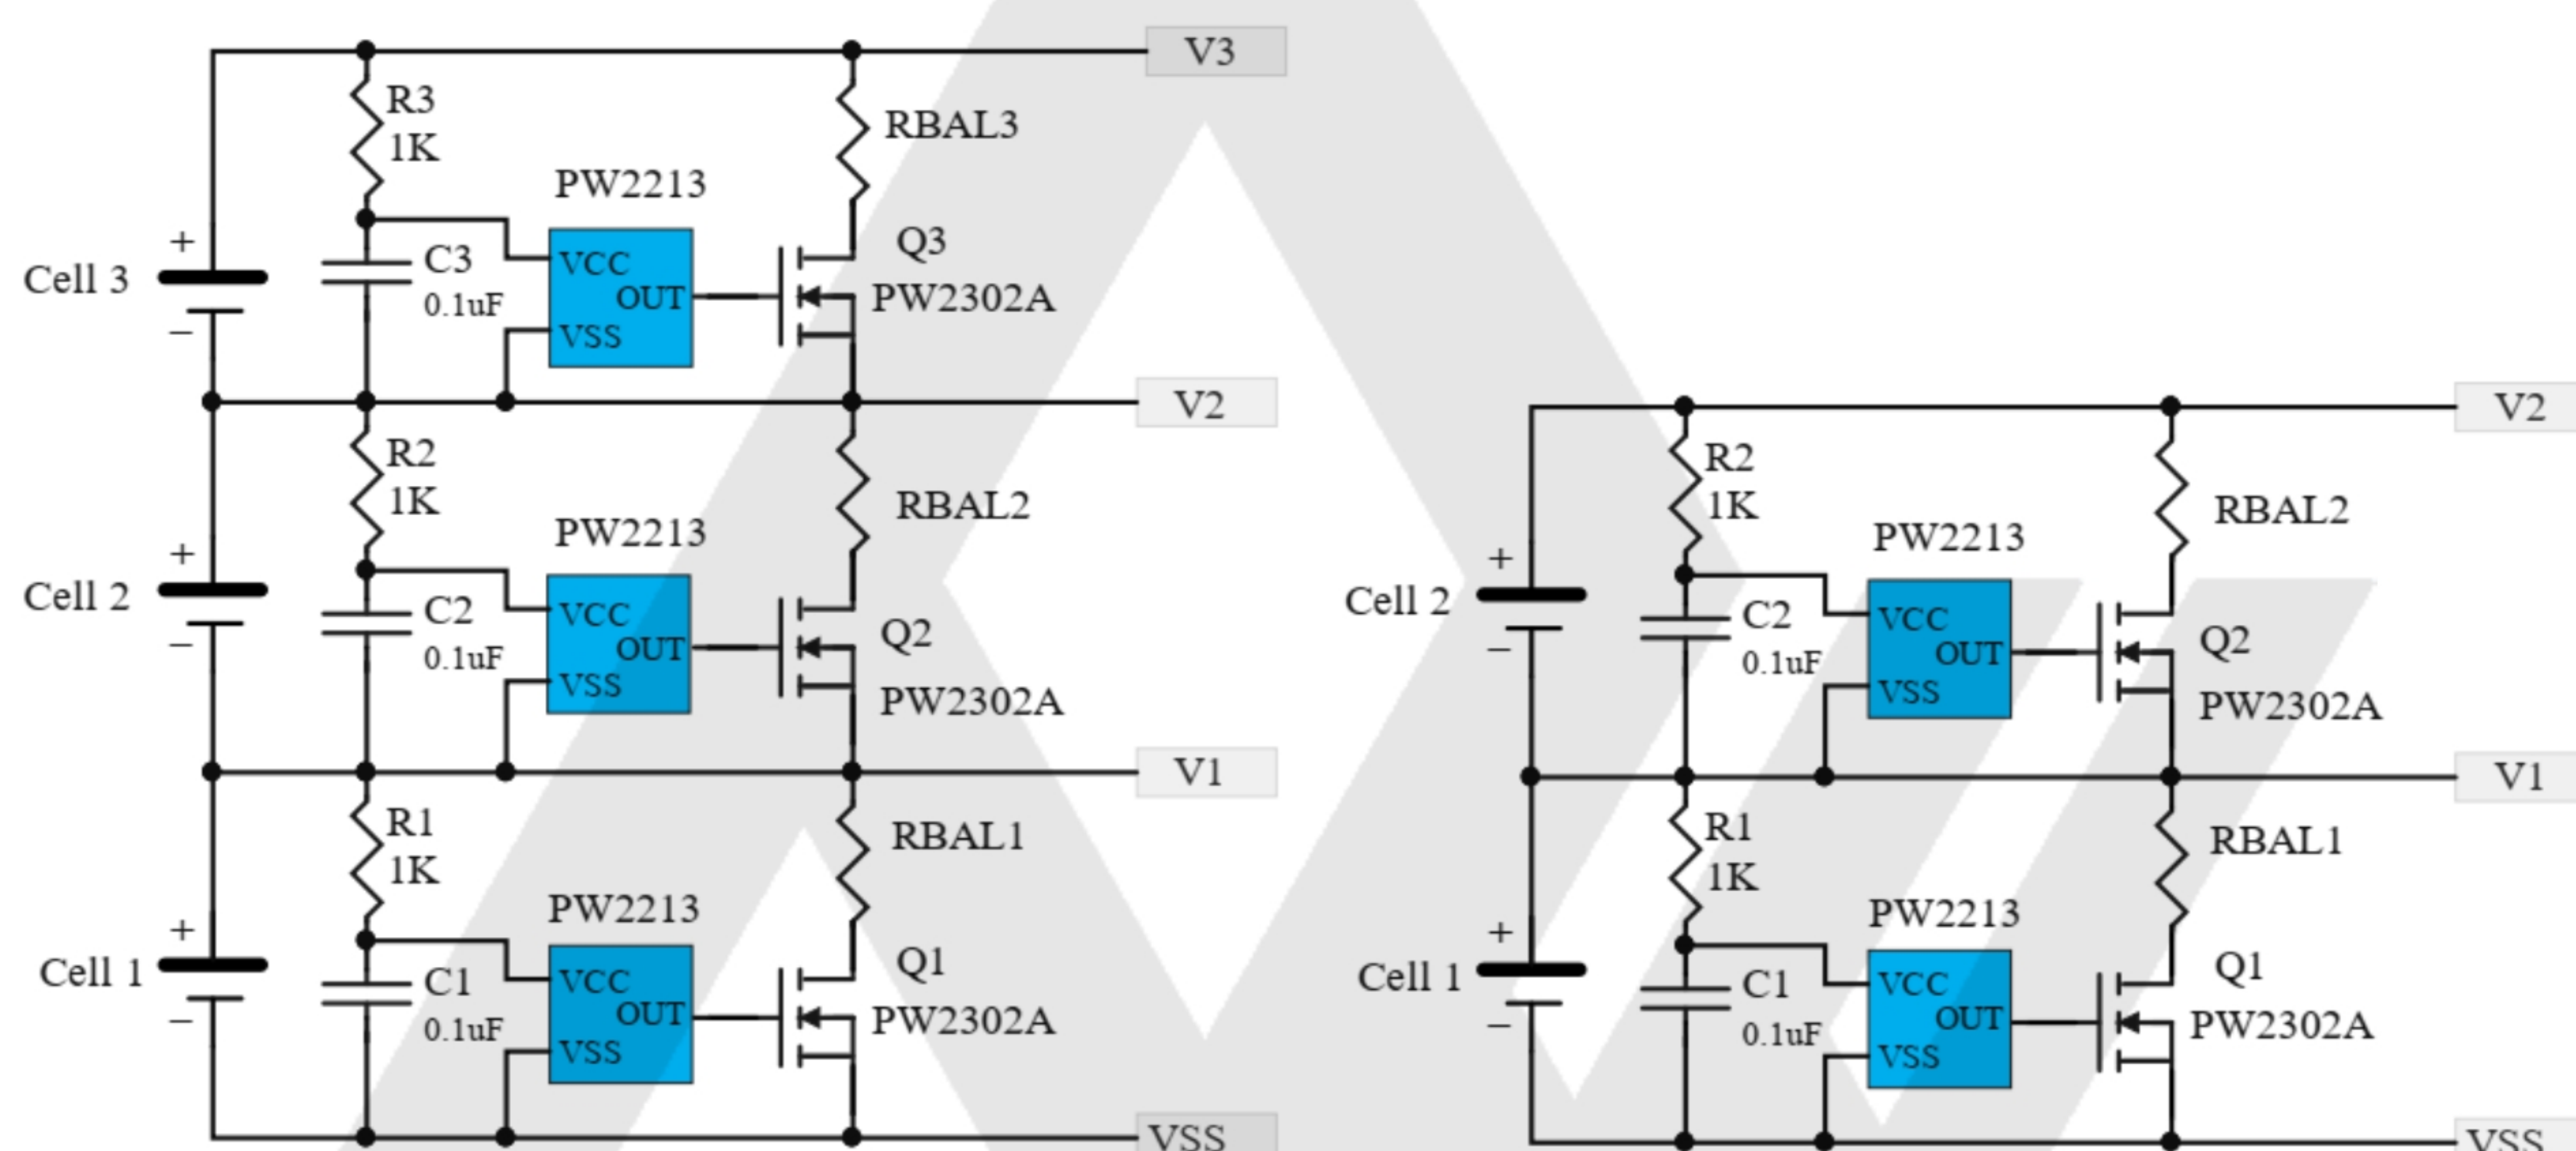 V3
R3
1K
RBAL3
PW2213
+
Cell 3
−
C3
0.1uF
VCC
OUT
VSS
Q3
PW2302A
V2
R2
1K
RBAL2
PW2213
+
Cell 2
−
C2
0.1uF
VCC
OUT
VSS
Q2
PW2302A
V1
R1
1K
RBAL1
PW2213
+
Cell 1
−
C1
0.1uF
VCC
OUT
VSS
Q1
PW2302A
VSS
V2
R2
1K
RBAL2
PW2213
+
Cell 2
−
C2
0.1uF
VCC
OUT
VSS
Q2
PW2302A
V1
R1
1K
RBAL1
PW2213
+
Cell 1
−
C1
0.1uF
VCC
OUT
VSS
Q1
PW2302A
VSS